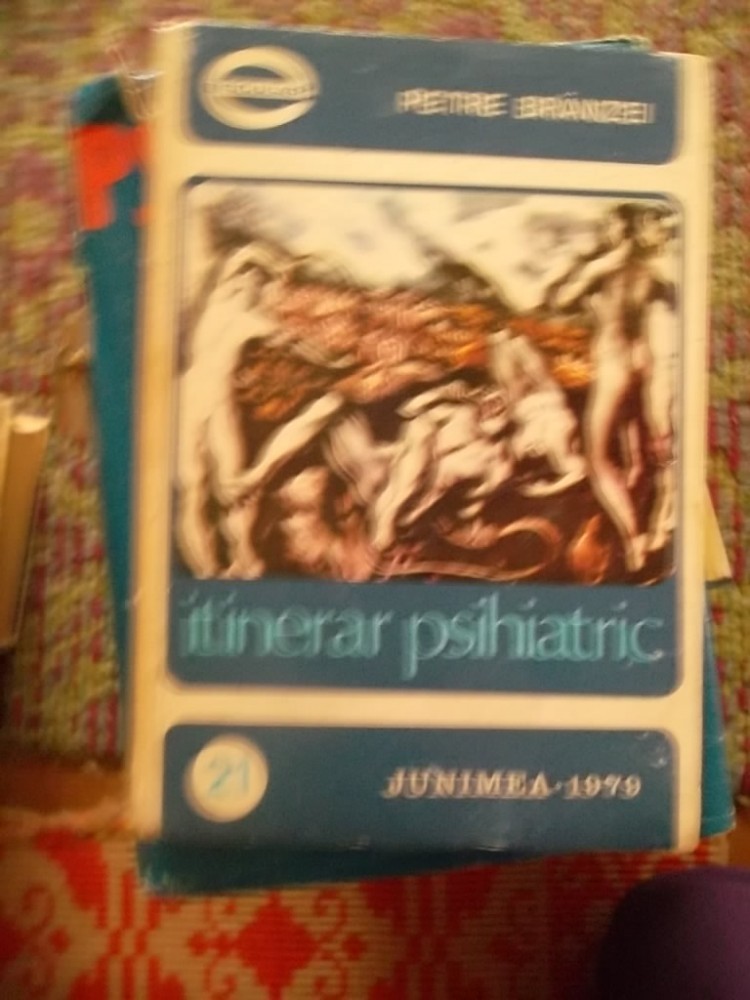 PETRE BRÂNZEI
itinerar psihiatric
21
JUNIMEA·1979